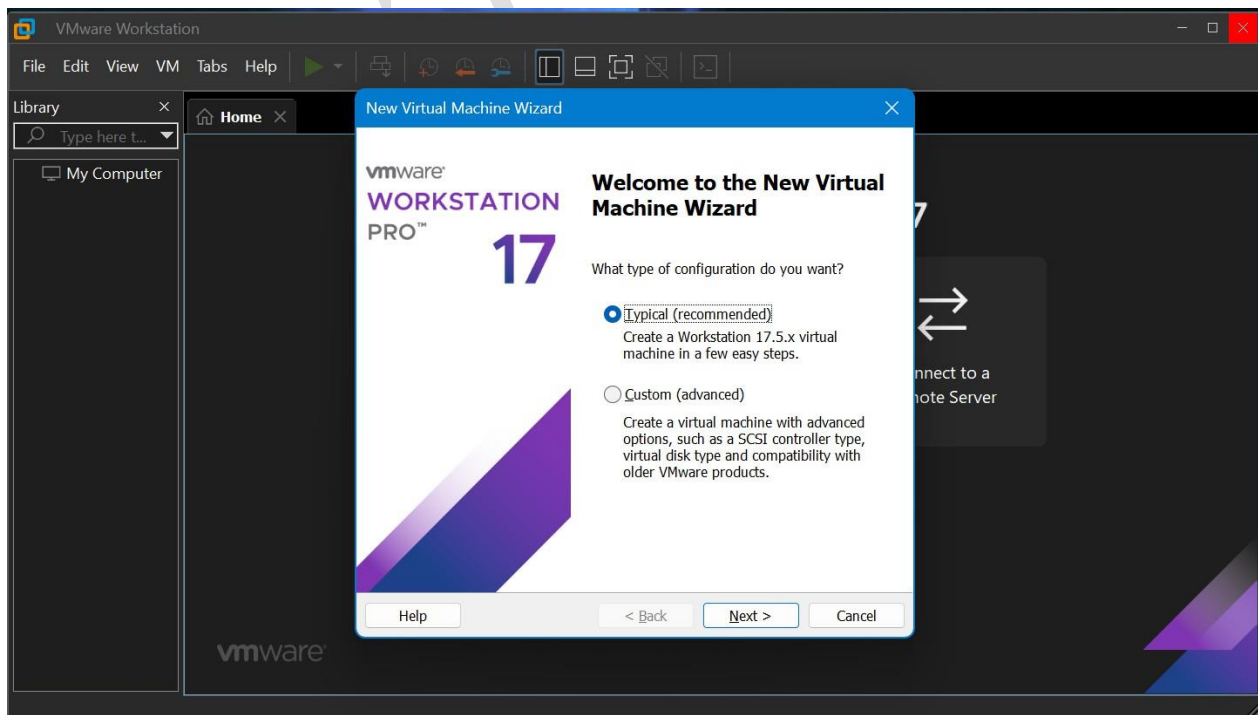 VMware Workstation
File Edit View VM Tabs Help
Library
Home
Type here t...
My Computer
New Virtual Machine Wizard
vmware
WORKSTATION
PRO™
17
Welcome to the New Virtual
Machine Wizard
What type of configuration do you want?
Typical (recommended)
Create a Workstation 17.5.x virtual
machine in a few easy steps.
Custom (advanced)
Create a virtual machine with advanced
options, such as a SCSI controller type,
virtual disk type and compatibility with
older VMware products.
Help
< Back
Next >
Cancel
7
nnect to a
note Server
vmware